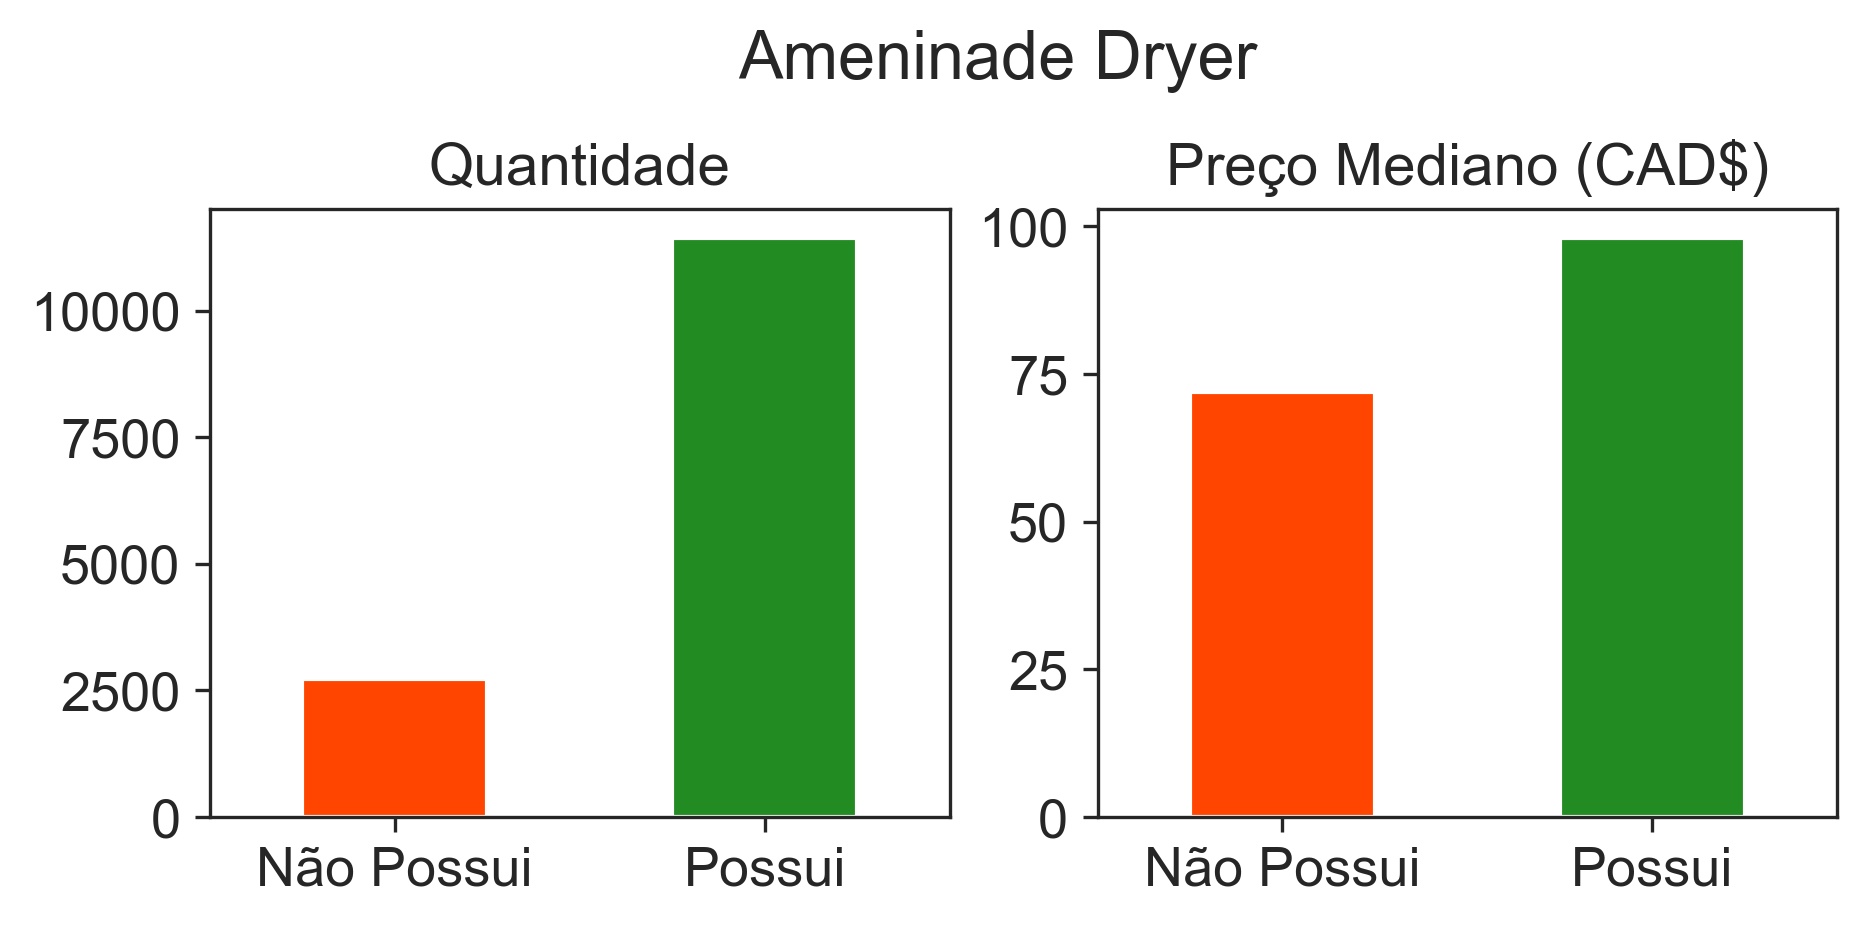 Ameninade Dryer
Quantidade
10000
7500
5000
2500
0
Não Possui Possui
Preço Mediano (CAD$)
100
75
50
25
0
Não Possui Possui